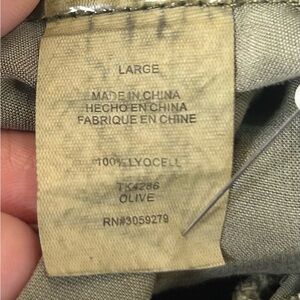 LARGE
MADE IN CHINA
HECHO EN CHINA
FABRIQUE EN CHINE
100% LYOCELL
TK4286
OLIVE
RN#3059279